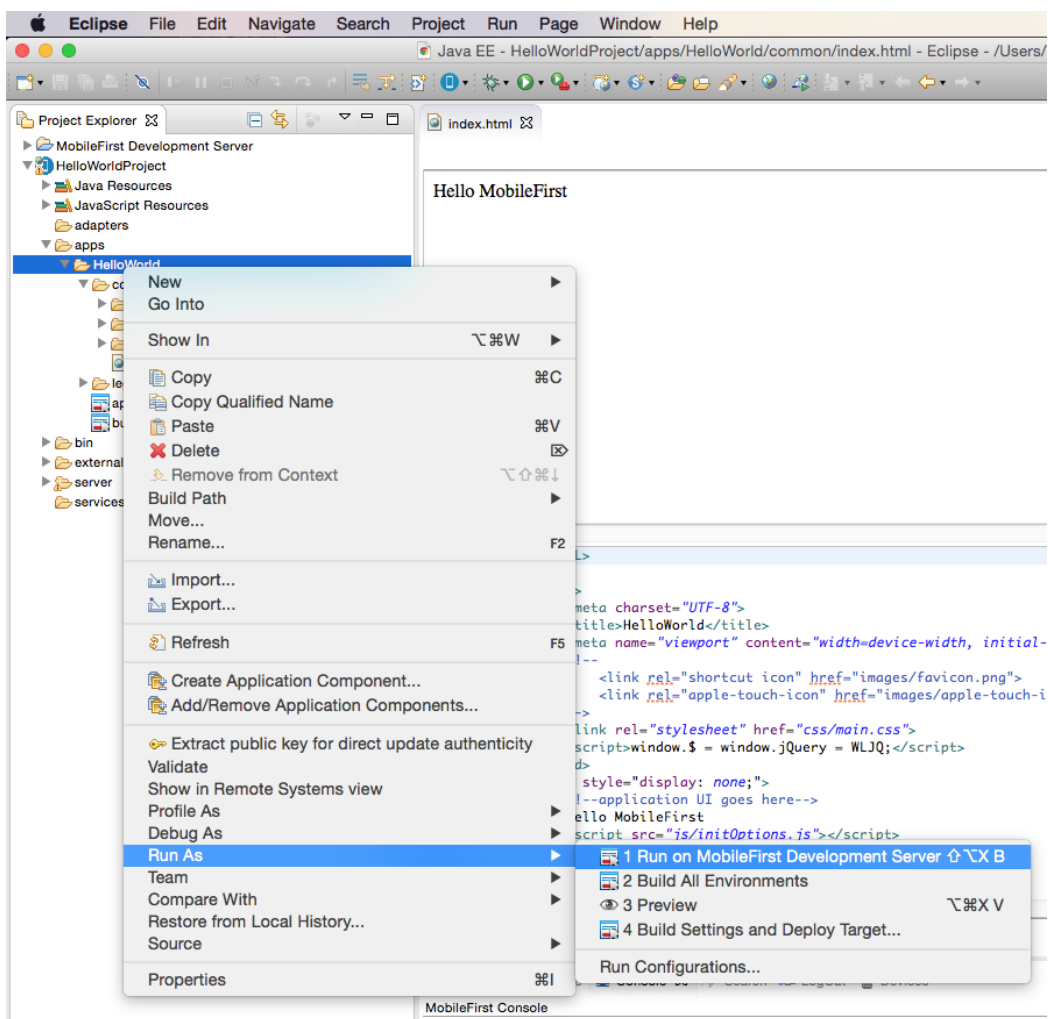 Eclipse File Edit Navigate Search Project Run Page Window Help
Java EE - HelloWorldProject/apps/HelloWorld/common/index.html - Eclipse - /Users/
Project Explorer
index.html
MobileFirst Development Server
HelloWorldProject
Java Resources
JavaScript Resources
adapters
apps
HelloWorld
bin
external
server
services
Hello MobileFirst
New
Go Into
Show In ⌥⌘W
Copy ⌘C
Copy Qualified Name
Paste ⌘V
Delete ⌦
Remove from Context ⌥⇧⌘↓
Build Path
Move...
Rename... F2
Import...
Export...
Refresh F5
Create Application Component...
Add/Remove Application Components...
Extract public key for direct update authenticity
Validate
Show in Remote Systems view
Profile As
Debug As
Run As
Team
Compare With
Restore from Local History...
Source
Properties ⌘I
L>
>
meta charset="UTF-8">
title>HelloWorld</title>
meta name="viewport" content="width=device-width, initial-
!--
<link rel="shortcut icon" href="images/favicon.png">
<link rel="apple-touch-icon" href="images/apple-touch-i
->
link rel="stylesheet" href="css/main.css">
script>window.$ = window.jQuery = WLJQ;</script>
d>
style="display: none;">
!--application UI goes here-->
ello MobileFirst
script src="js/initOptions.js"></script>
1 Run on MobileFirst Development Server ⇧⌥X B
2 Build All Environments
3 Preview ⌥⌘X V
4 Build Settings and Deploy Target...
Run Configurations...
MobileFirst Console